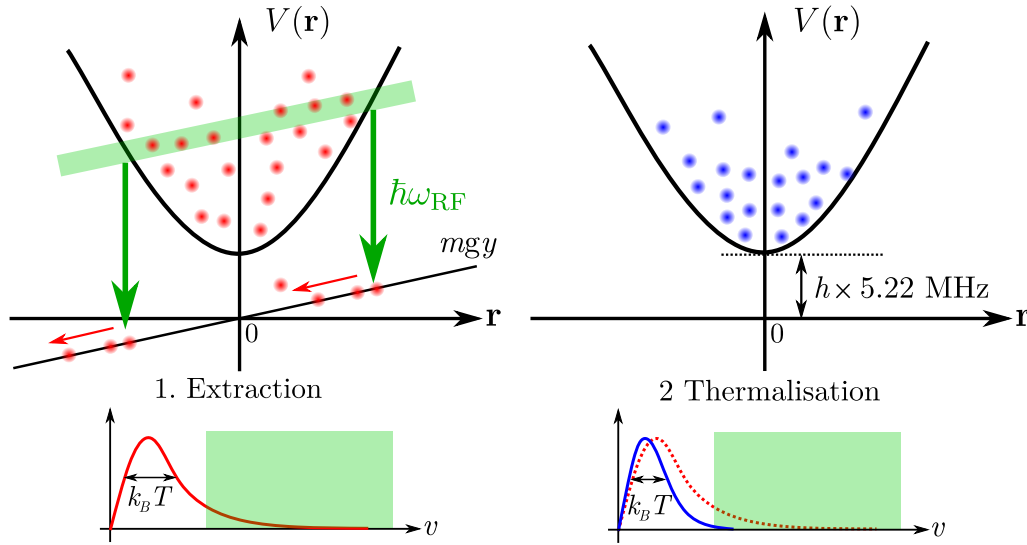 V(r)
ħω_RF
mgy
r
0
1. Extraction
k_B T
v
V(r)
h × 5.22 MHz
r
0
2 Thermalisation
k_B T
v